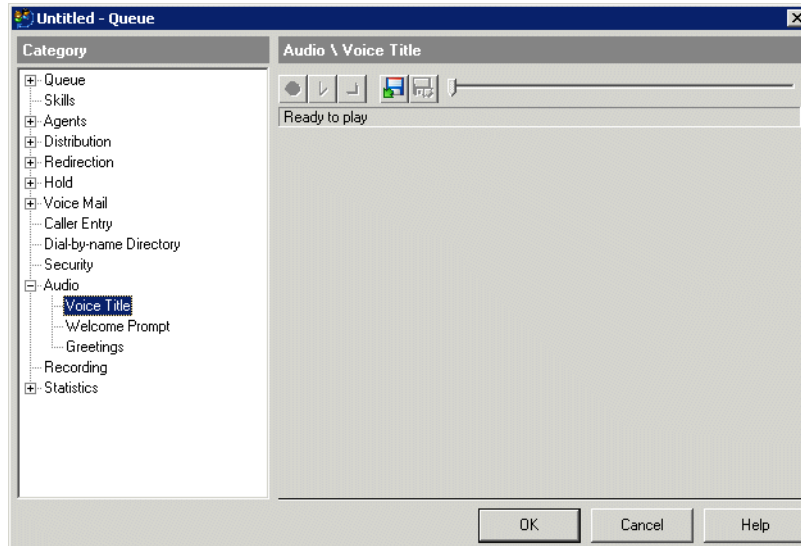 Untitled - Queue
Category
Audio \ Voice Title
Queue
Skills
Agents
Distribution
Redirection
Hold
Voice Mail
Caller Entry
Dial-by-name Directory
Security
Audio
Voice Title
Welcome Prompt
Greetings
Recording
Statistics
Ready to play
OK
Cancel
Help